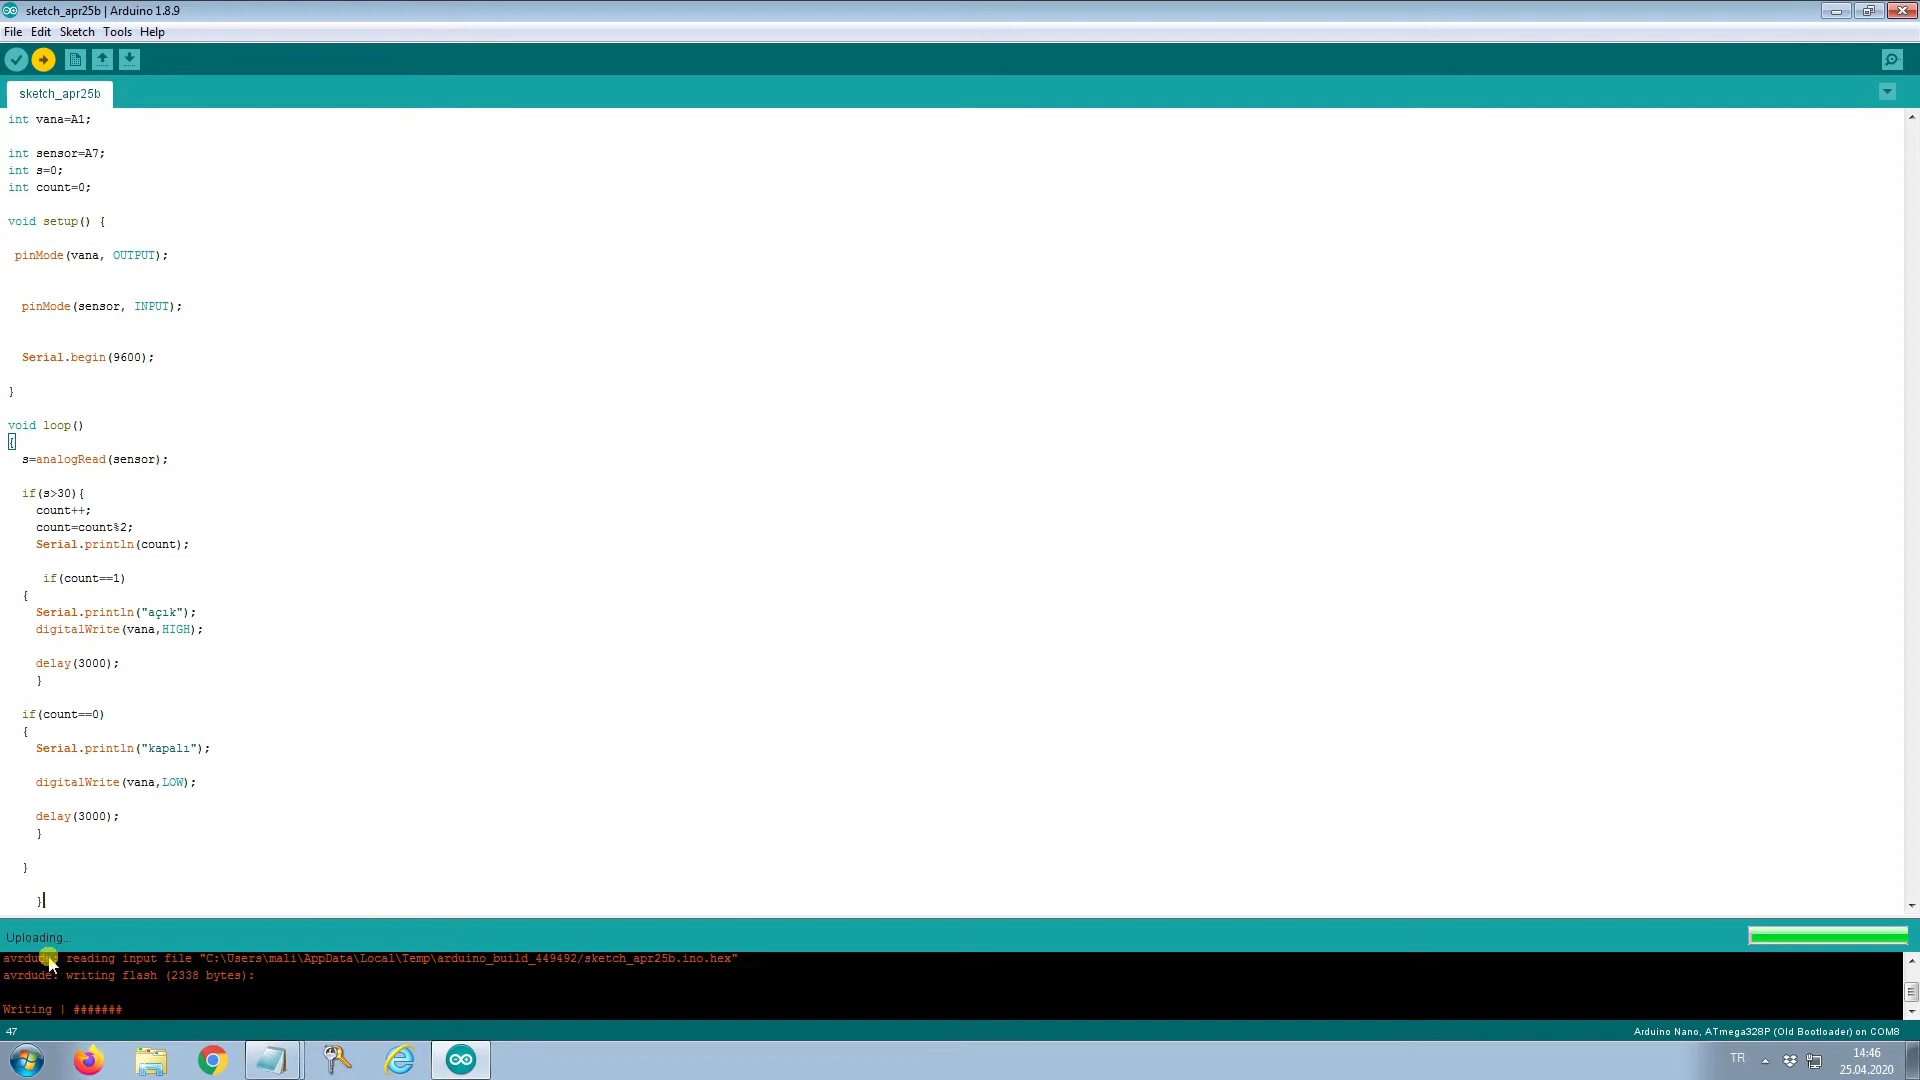 sketch_apr25b | Arduino 1.8.9
File Edit Sketch Tools Help
sketch_apr25b
int vana=A1;
int sensor=A7;
int s=0;
int count=0;
void setup() {
pinMode(vana, OUTPUT);
pinMode(sensor, INPUT);
Serial.begin(9600);
}
void loop()
{
s=analogRead(sensor);
if(s>30){
count++;
count=count%2;
Serial.println(count);
if(count==1)
{
Serial.println("açık");
digitalWrite(vana,HIGH);
delay(3000);
}
if(count==0)
{
Serial.println("kapalı");
digitalWrite(vana,LOW);
delay(3000);
}
}
}
Uploading...
avrdude: reading input file "C:\Users\mali\AppData\Local\Temp\arduino_build_449492/sketch_apr25b.ino.hex"
avrdude: writing flash (2338 bytes):
Writing | #######
47
Arduino Nano, ATmega328P (Old Bootloader) on COM8
TR
14:46
25.04.2020